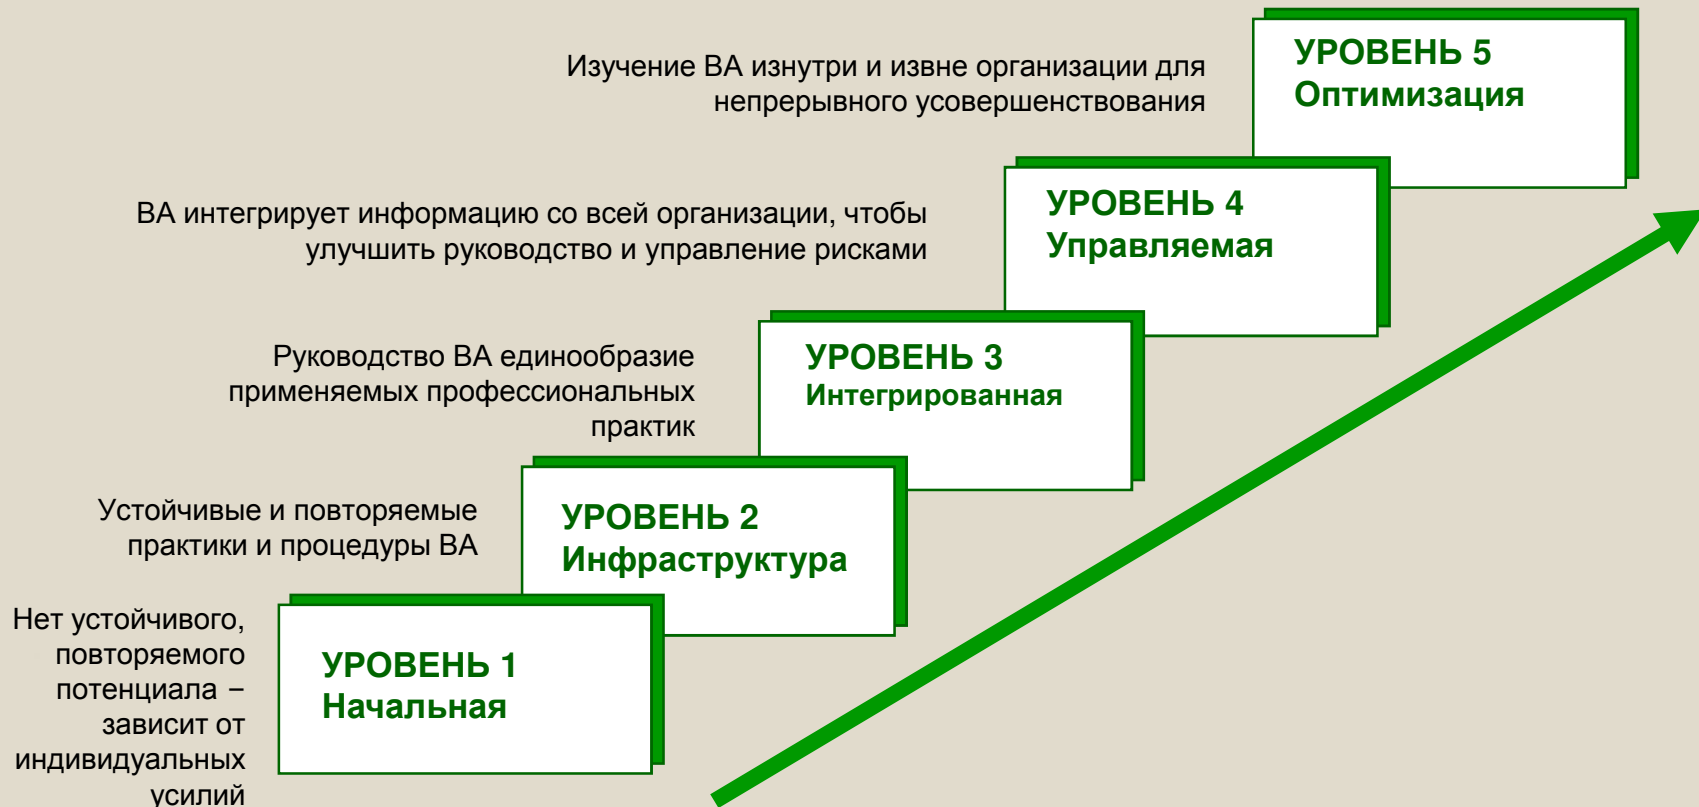 Изучение ВА изнутри и извне организации для
непрерывного усовершенствования
УРОВЕНЬ 5
Оптимизация
ВА интегрирует информацию со всей организации, чтобы
улучшить руководство и управление рисками
УРОВЕНЬ 4
Управляемая
Руководство ВА единообразие
применяемых профессиональных
практик
УРОВЕНЬ 3
Интегрированная
Устойчивые и повторяемые
практики и процедуры ВА
УРОВЕНЬ 2
Инфраструктура
Нет устойчивого,
повторяемого
потенциала –
зависит от
индивидуальных
усилий
УРОВЕНЬ 1
Начальная